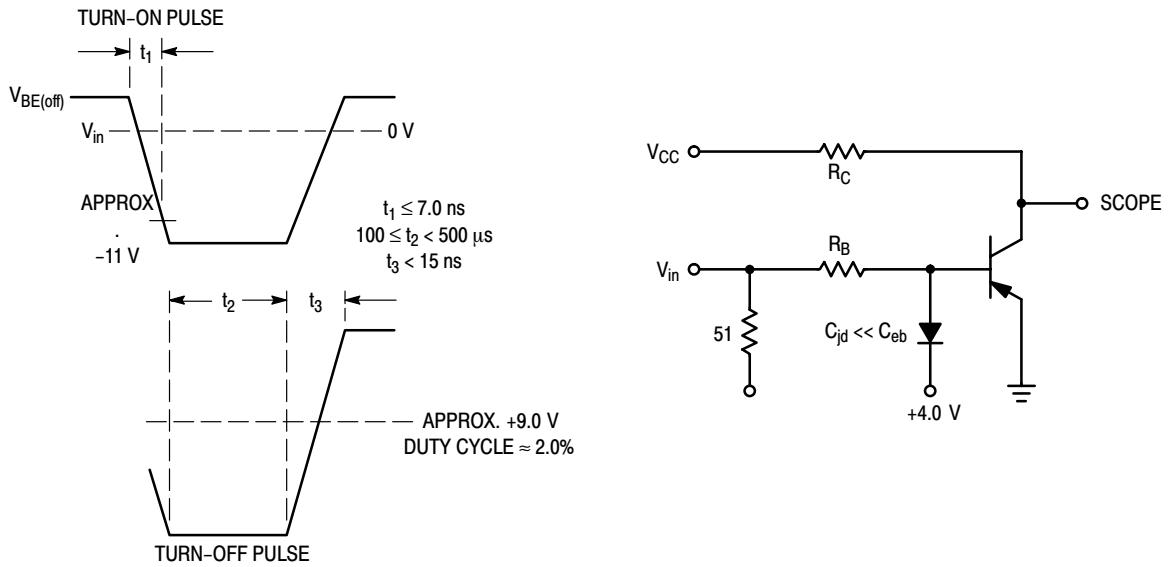 TURN–ON PULSE
t1
VBE(off)
Vin
0 V
APPROX
.
–11 V
t1 ≤ 7.0 ns
100 ≤ t2 < 500 μs
t3 < 15 ns
t2
t3
APPROX. +9.0 V
DUTY CYCLE ≈ 2.0%
TURN–OFF PULSE
VCC
RC
SCOPE
Vin
RB
51
Cjd << Ceb
+4.0 V